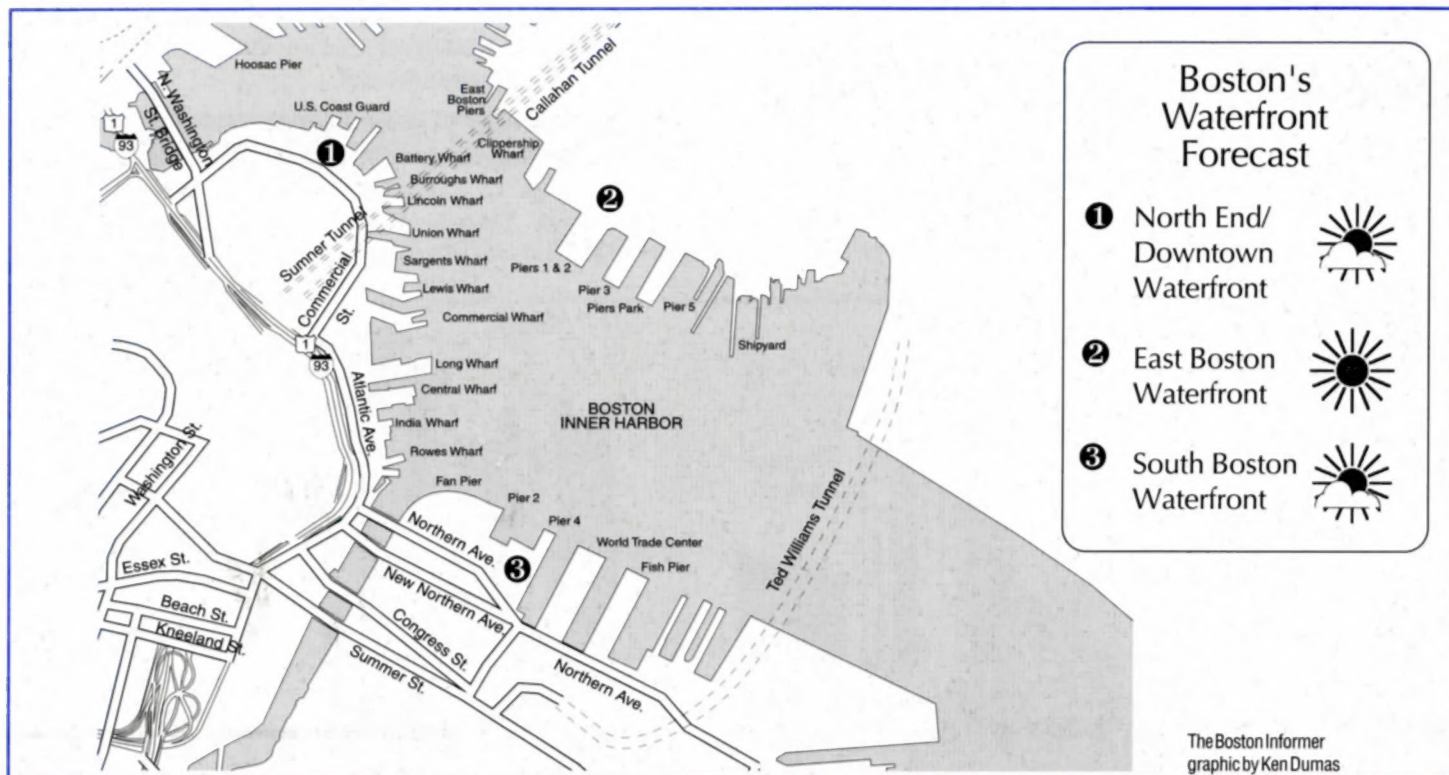 Hoosac Pier
N. Washington
St. Bridge
1
93
U.S. Coast Guard
East
Boston
Piers
Callahan Tunnel
Clippership
Wharf
Battery Wharf
Burroughs Wharf
Lincoln Wharf
Union Wharf
Sargents Wharf
Lewis Wharf
Commercial Wharf
Long Wharf
Central Wharf
India Wharf
Rowes Wharf
Fan Pier
Sumner Tunnel
Commercial
St.
1
93
Atlantic Ave.
1
2
3
Piers 1 & 2
Pier 3
Piers Park
Pier 5
Shipyard
BOSTON
INNER HARBOR
Pier 2
Pier 4
World Trade Center
Fish Pier
Ted Williams Tunnel
Washington St.
Essex St.
Beach St.
Kneeland St.
Northern Ave.
New Northern Ave.
Congress St.
Summer St.
Northern Ave.
Boston's
Waterfront
Forecast
1 North End/
Downtown
Waterfront
2 East Boston
Waterfront
3 South Boston
Waterfront
The Boston Informer
graphic by Ken Dumas